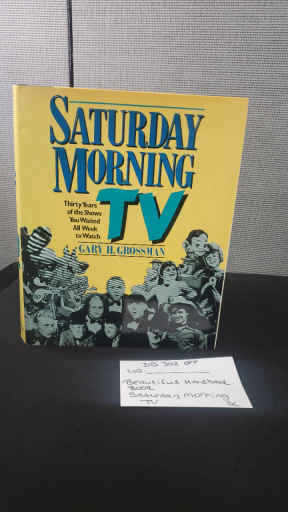 SATURDAY
MORNING
TV
Thirty Years
of the Shows
You Waited
All Week
to Watch
GARY H. GROSSMAN
Beautiful Hardback
BOOK
Saturday Morning
TV